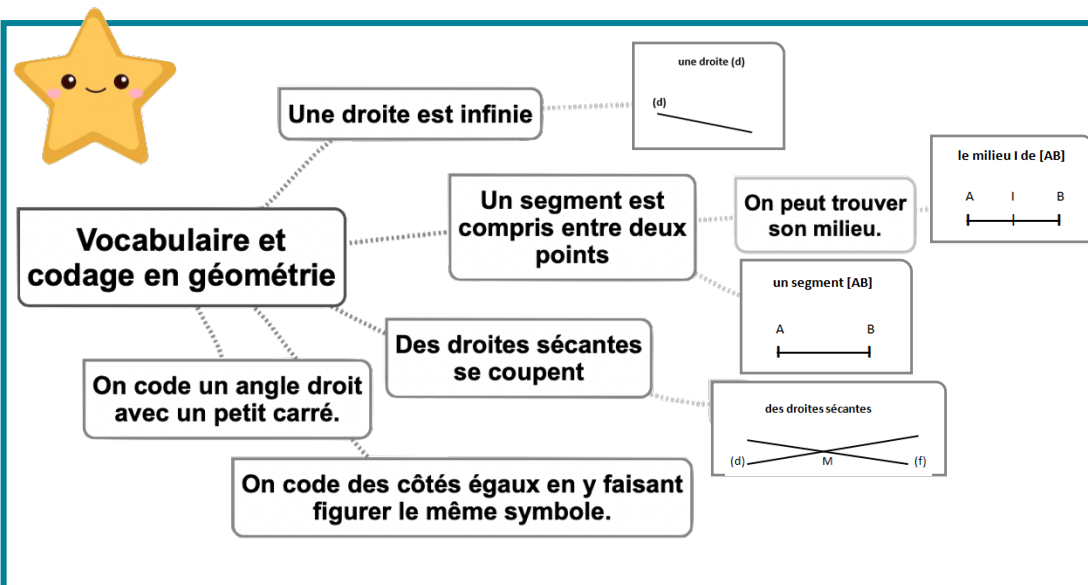 Vocabulaire et
codage en géométrie
Une droite est infinie
une droite (d)
(d)
Un segment est
compris entre deux
points
On peut trouver
son milieu.
le milieu I de [AB]
A I B
un segment [AB]
A B
Des droites sécantes
se coupent
des droites sécantes
(d) M (f)
On code un angle droit
avec un petit carré.
On code des côtés égaux en y faisant
figurer le même symbole.